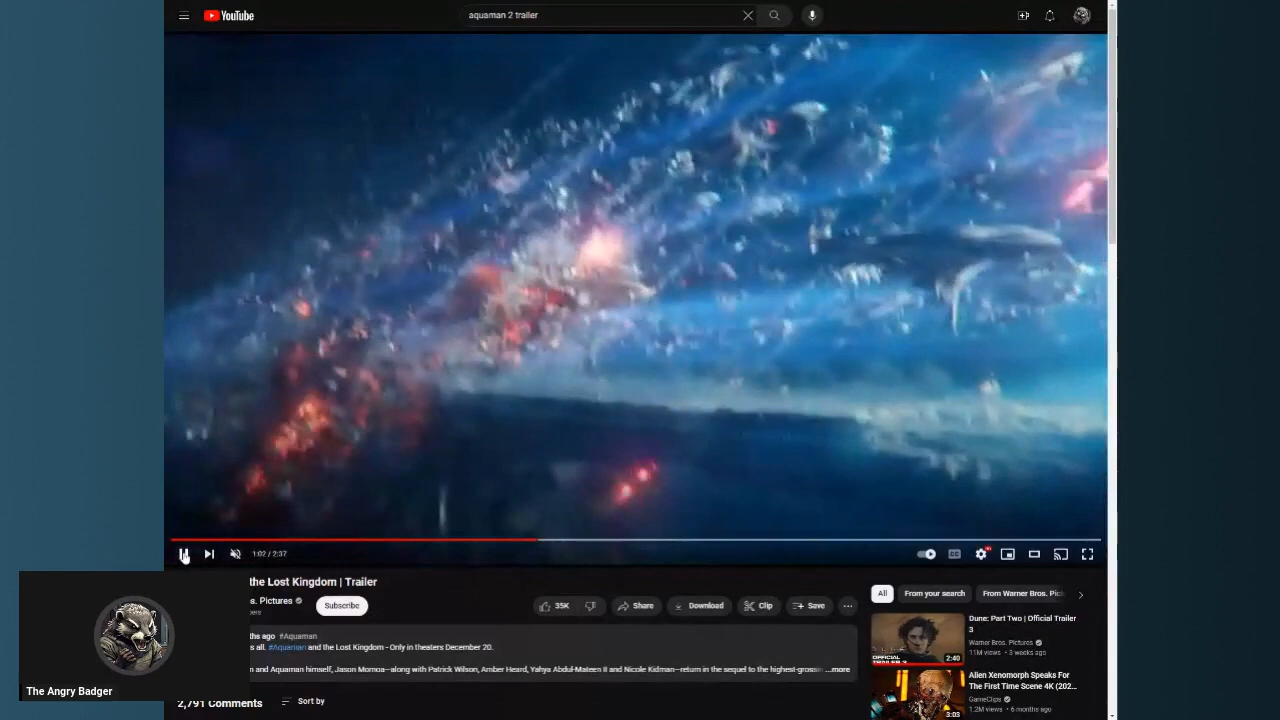 YouTube
aquaman 2 trailer
1:02 / 2:37
the Lost Kingdom | Trailer
s. Pictures
Subscribe
35K
Share
Download
Clip
Save
ago #Aquaman
s all. #Aquaman and the Lost Kingdom - Only in theaters December 20.
and Aquaman himself, Jason Momoa—along with Patrick Wilson, Amber Heard, Yahya Abdul-Mateen II and Nicole Kidman—return in the sequel to the
...more
2,791 Comments
Sort by
All
From your search
From Warner Bros.
Dune: Part Two | Official Trailer
3
Warner Bros. Pictures
11M views • 3 weeks ago
OFFICIAL
2:40
Alien Xenomorph Speaks For
The First Time Scene 4K (202...
GameClips
1.2M views • 6 months ago
3:03
The Angry Badger